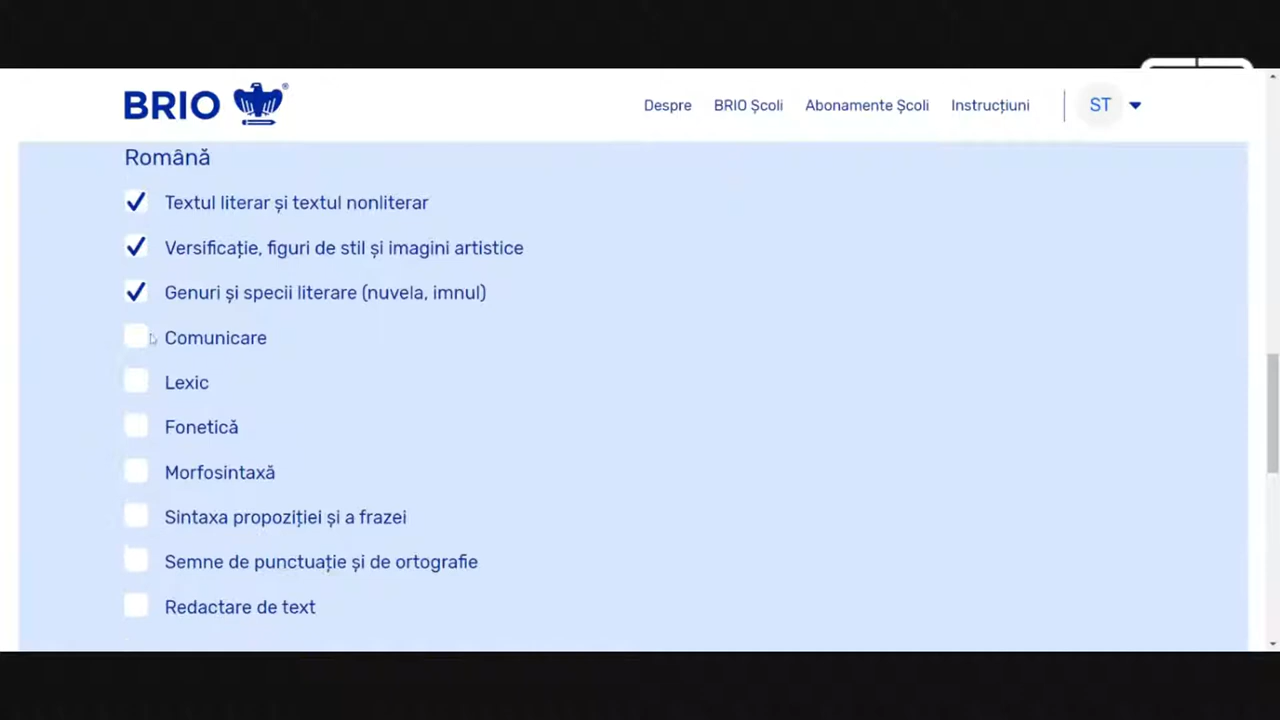 BRIO ®
Despre BRIO Școli Abonamente Școli Instrucțiuni ST
Română
Textul literar și textul nonliterar
Versificație, figuri de stil și imagini artistice
Genuri și specii literare (nuvela, imnul)
Comunicare
Lexic
Fonetică
Morfosintaxă
Sintaxa propoziției și a frazei
Semne de punctuație și de ortografie
Redactare de text